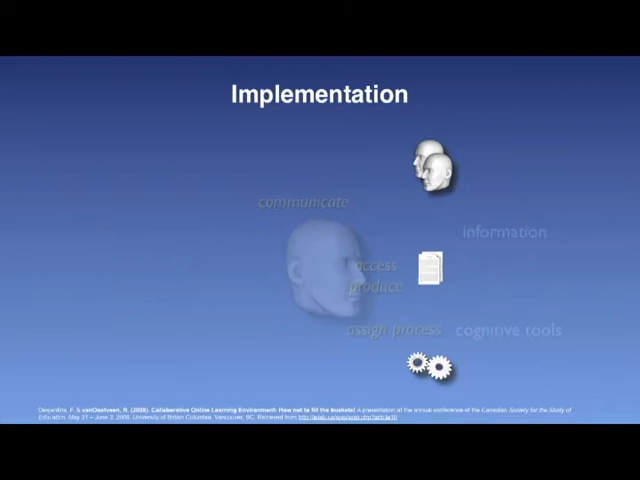 Implementation
communicate
information
access
produce
assign process
cognitive tools
Desjardins, F. & vanOostveen, R. (2008). Collaborative Online Learning Environment: How not to fill the buckets! A presentation at the annual conference of the Canadian Society for the Study of
Education. May 31 – June 3, 2008. University of British Columbia, Vancouver, BC. Retrieved from